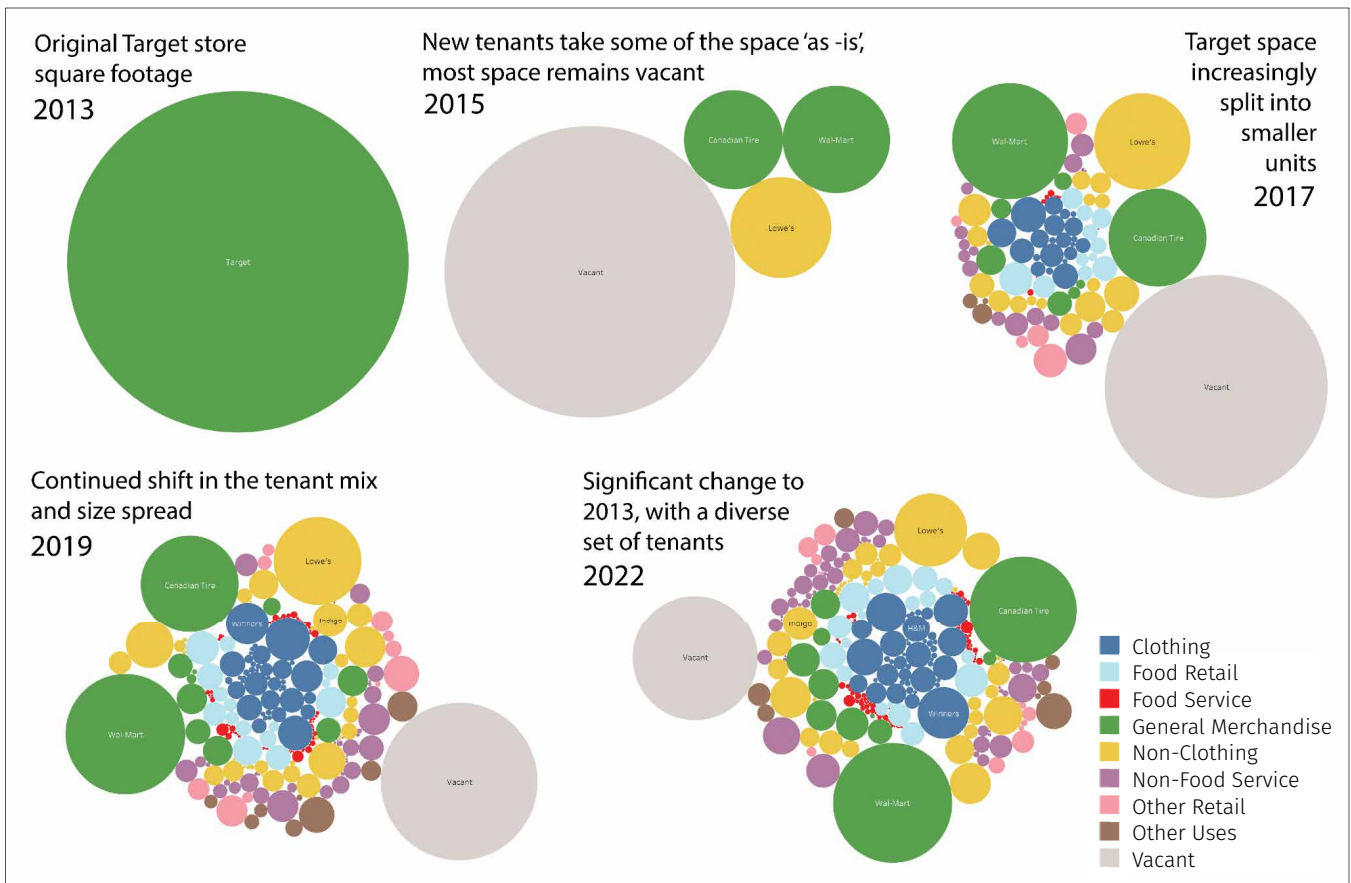 Original Target store
square footage
2013
Target
New tenants take some of the space ‘as -is’,
most space remains vacant
2015
Canadian Tire
Wal-Mart
Lowe's
Vacant
Target space
increasingly
split into
smaller
units
2017
Wal-Mart
Lowe's
Canadian Tire
Vacant
Continued shift in the tenant mix
and size spread
2019
Lowe's
Canadian Tire
Winners
Indigo
Wal-Mart
Vacant
Significant change to
2013, with a diverse
set of tenants
2022
Lowe's
Canadian Tire
Indigo
H&M
Vacant
Winners
Wal-Mart
Clothing
Food Retail
Food Service
General Merchandise
Non-Clothing
Non-Food Service
Other Retail
Other Uses
Vacant